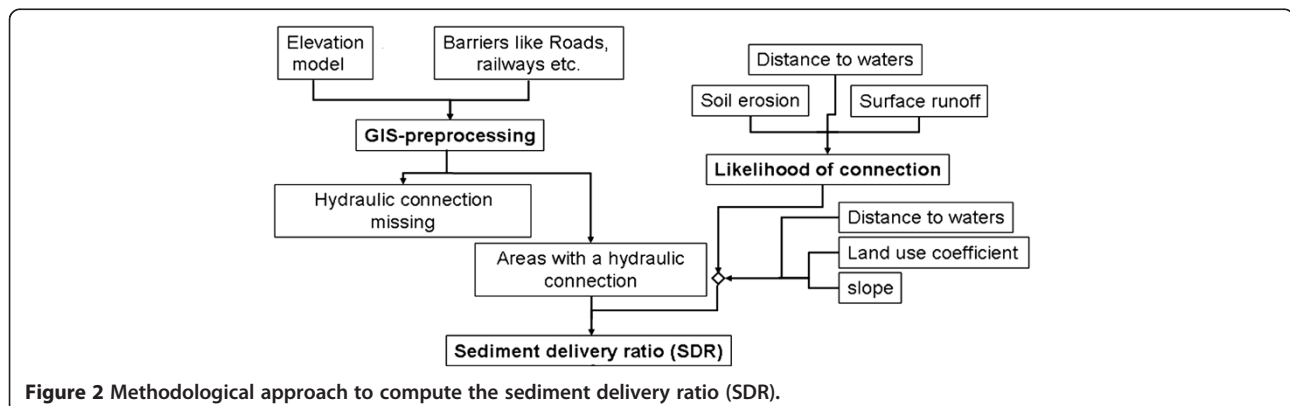 Elevation
model
Barriers like Roads,
railways etc.
Distance to waters
Soil erosion
Surface runoff
GIS-preprocessing
Likelihood of connection
Hydraulic connection
missing
Distance to waters
Land use coefficient
slope
Areas with a hydraulic
connection
Sediment delivery ratio (SDR)
Figure 2 Methodological approach to compute the sediment delivery ratio (SDR).